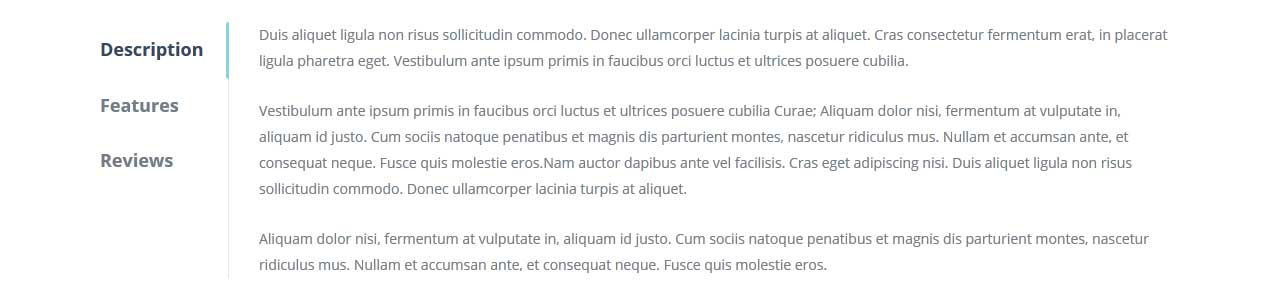 Description
Features
Reviews
Duis aliquet ligula non risus sollicitudin commodo. Donec ullamcorper lacinia turpis at aliquet. Cras consectetur fermentum erat, in placerat
ligula pharetra eget. Vestibulum ante ipsum primis in faucibus orci luctus et ultrices posuere cubilia.
Vestibulum ante ipsum primis in faucibus orci luctus et ultrices posuere cubilia Curae; Aliquam dolor nisi, fermentum at vulputate in,
aliquam id justo. Cum sociis natoque penatibus et magnis dis parturient montes, nascetur ridiculus mus. Nullam et accumsan ante, et
consequat neque. Fusce quis molestie eros.Nam auctor dapibus ante vel facilisis. Cras eget adipiscing nisi. Duis aliquet ligula non risus
sollicitudin commodo. Donec ullamcorper lacinia turpis at aliquet.
Aliquam dolor nisi, fermentum at vulputate in, aliquam id justo. Cum sociis natoque penatibus et magnis dis parturient montes, nascetur
ridiculus mus. Nullam et accumsan ante, et consequat neque. Fusce quis molestie eros.